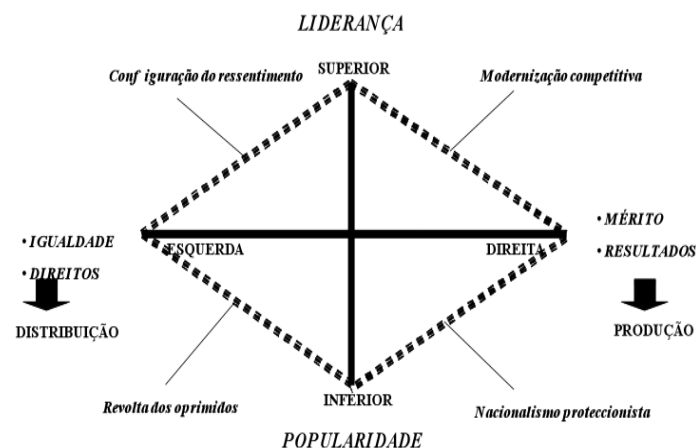 LIDERANÇA
Conf iguração do ressentimento
SUPERIOR
Modernização competitiva
• IGUALDADE
• DIREITOS
DISTRIBUIÇÃO
ESQUERDA
DIREITA
• MÉRITO
• RESULTADOS
PRODUÇÃO
Revolta dos oprimidos
INFERIOR
Nacionalismo proteccionista
POPULARIDADE